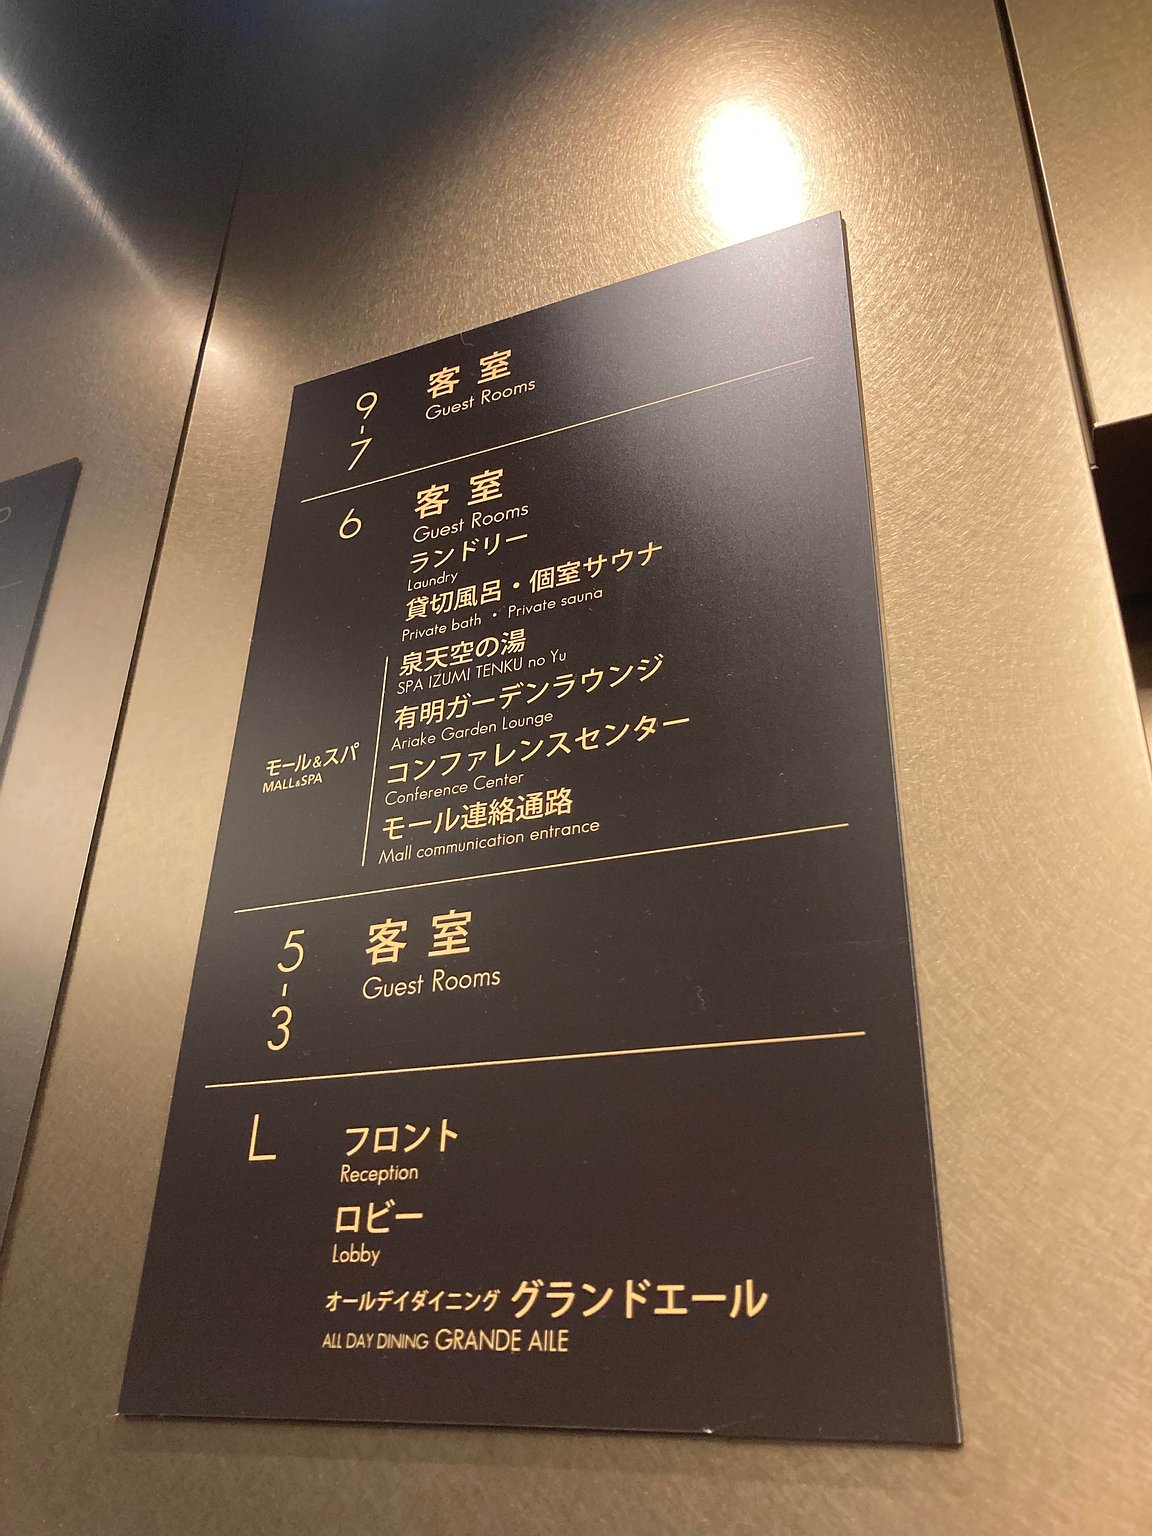 9-7
客室
Guest Rooms
6
客室
Guest Rooms
ランドリー
Laundry
貸切風呂・個室サウナ
Private bath ・ Private sauna
モール&スパ
MALL&SPA
泉天空の湯
SPA IZUMI TENKU no Yu
有明ガーデンラウンジ
Ariake Garden Lounge
コンファレンスセンター
Conference Center
モール連絡通路
Mall communication entrance
5-3
客室
Guest Rooms
L
フロント
Reception
ロビー
Lobby
オールデイダイニング グランドエール
ALL DAY DINING GRANDE AILE